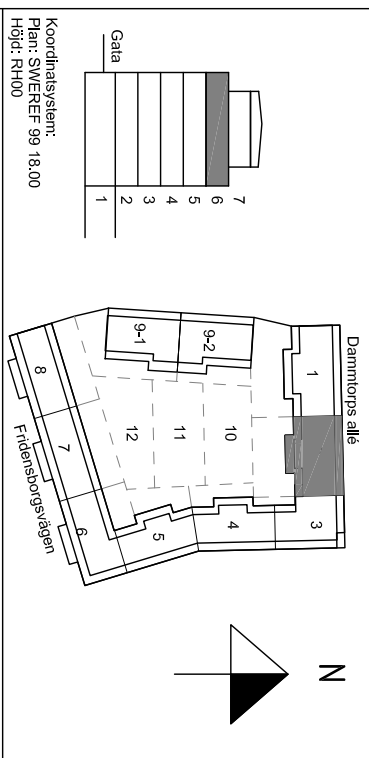 Koordinatsystem:
Plan: SWEREF 99 18.00
Höjd: RH00
Gata
1
2
3
4
5
6
7
Dammtorps allé
1
3
4
5
6
7
8
9-1
9-2
10
11
12
Fridensborgsvägen
N